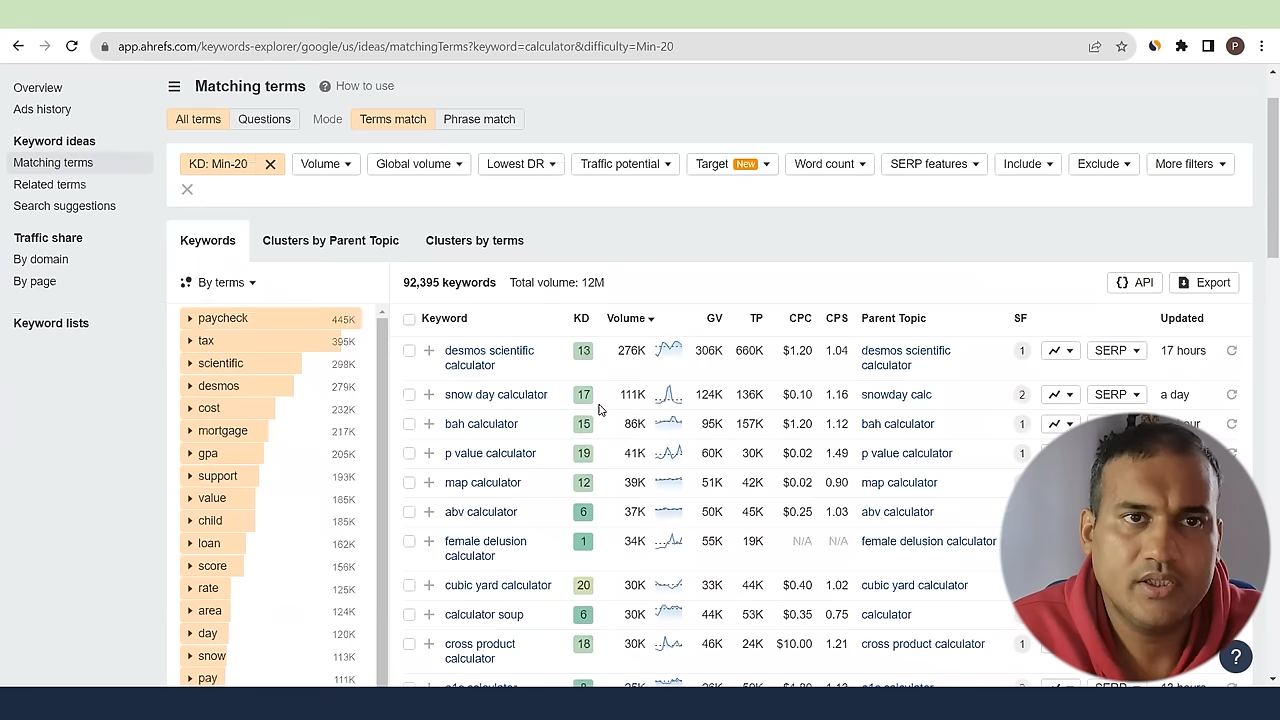 app.ahrefs.com/keywords-explorer/google/us/ideas/matchingTerms?keyword=calculator&difficulty=Min-20
P
Overview
Ads history
Keyword ideas
Matching terms
Related terms
Search suggestions
Traffic share
By domain
By page
Keyword lists
Matching terms ? How to use
All terms Questions Mode Terms match Phrase match
KD: Min-20 Volume Global volume Lowest DR Traffic potential Target New Word count SERP features Include Exclude More filters
Keywords Clusters by Parent Topic Clusters by terms
By terms
paycheck 445K
tax 395K
scientific 298K
desmos 279K
cost 232K
mortgage 217K
gpa 205K
support 193K
value 185K
child 185K
loan 162K
score 156K
rate 125K
area 124K
day 120K
snow 113K
pay 111K
92,395 keywords Total volume: 12M API Export
Keyword KD Volume GV TP CPC CPS Parent Topic SF Updated
desmos scientific 13 276K 306K 660K $1.20 1.04 desmos scientific 1 SERP 17 hours
calculator calculator
snow day calculator 17 111K 124K 136K $0.10 1.16 snowday calc 2 SERP a day
bah calculator 15 86K 95K 157K $1.20 1.12 bah calculator 1
p value calculator 19 41K 60K 30K $0.02 1.49 p value calculator 1
map calculator 12 39K 51K 42K $0.02 0.90 map calculator
abv calculator 6 37K 50K 45K $0.25 1.03 abv calculator
female delusion 1 34K 55K 19K N/A N/A female delusion calculator
calculator
cubic yard calculator 20 30K 33K 44K $0.40 1.02 cubic yard calculator
calculator soup 6 30K 44K 53K $0.35 0.75 calculator
cross product 18 30K 46K 24K $10.00 1.21 cross product calculator 1
calculator
?